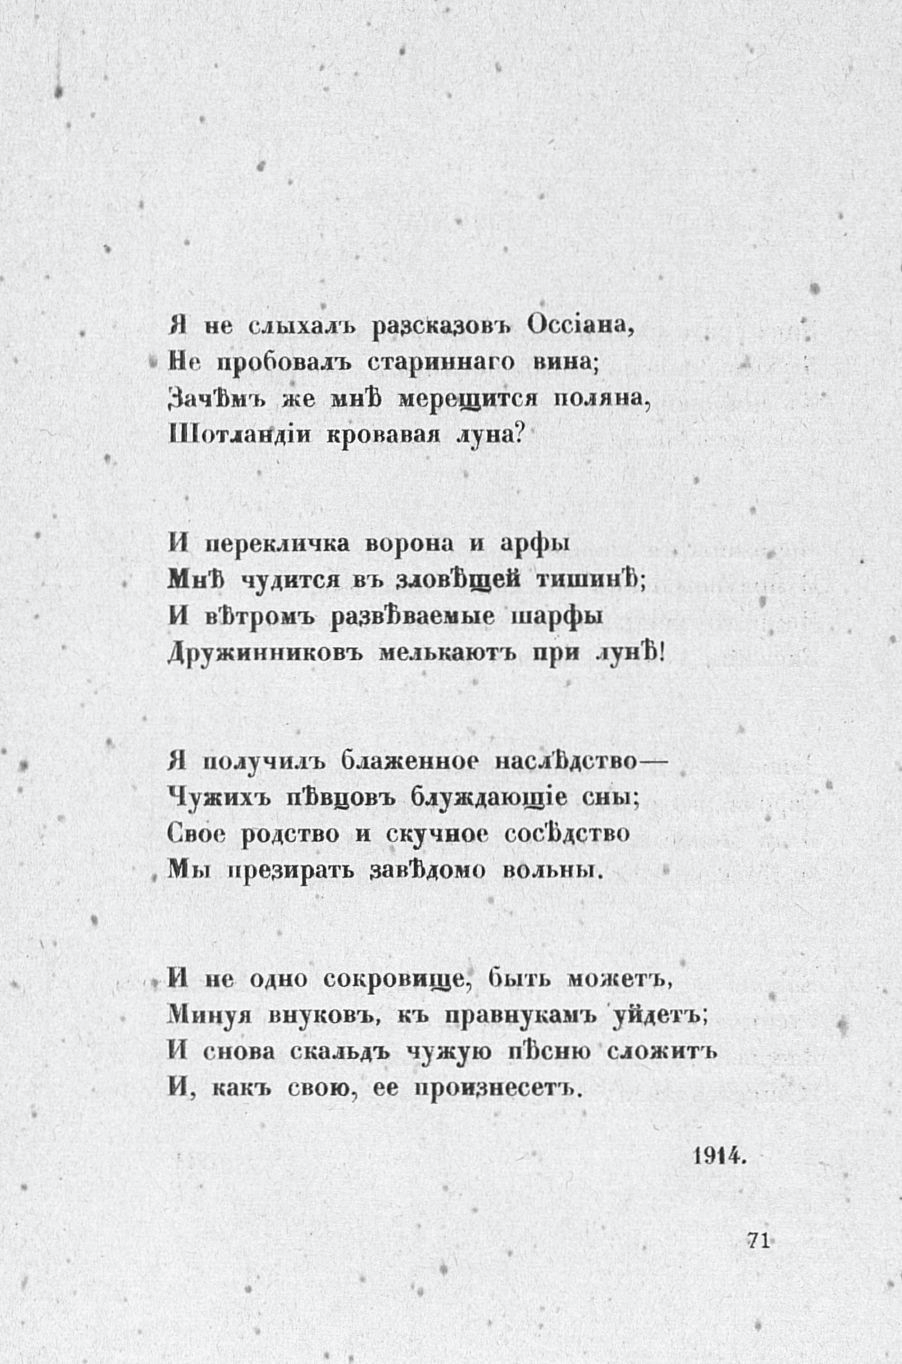 Я не слыхалъ разсказовъ Оссіана,
Не пробовалъ стариннаго вина;
Зачѣмъ же мнѣ мерещится поляна,
Шотландіи кровавая луна?
И перекличка ворона и арфы
Мнѣ чудится въ зловѣщей тишинѣ;
И вѣтромъ развѣваемые шарфы
Дружинниковъ мелькаютъ при лунѣ!
Я получилъ блаженное наслѣдство—
Чужихъ пѣвцовъ блуждающіе сны;
Свое родство и скучное сосѣдство
Мы презирать завѣдомо вольны.
И не одно сокровище, быть можетъ,
Минуя внуковъ, къ правнукамъ уйдетъ;
И снова скальдъ чужую пѣсню сложитъ
И, какъ свою, ее произнесетъ.
1914.
71